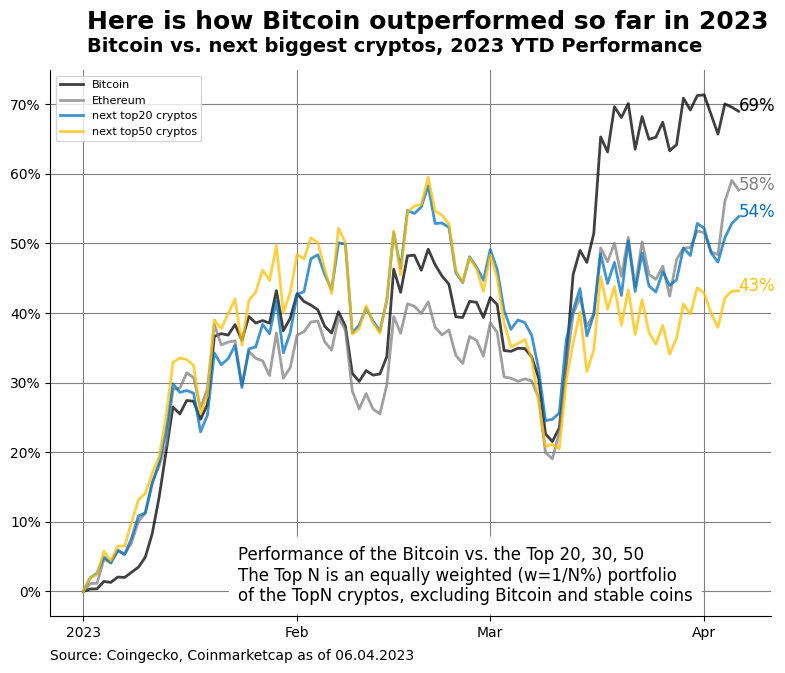 Here is how Bitcoin outperformed so far in 2023
Bitcoin vs. next biggest cryptos, 2023 YTD Performance
Bitcoin
Ethereum
next top20 cryptos
next top50 cryptos
70%
60%
50%
40%
30%
20%
10%
0%
69%
58%
54%
43%
Performance of the Bitcoin vs. the Top 20, 30, 50
The Top N is an equally weighted (w=1/N%) portfolio
of the TopN cryptos, excluding Bitcoin and stable coins
2023 Feb Mar Apr
Source: Coingecko, Coinmarketcap as of 06.04.2023